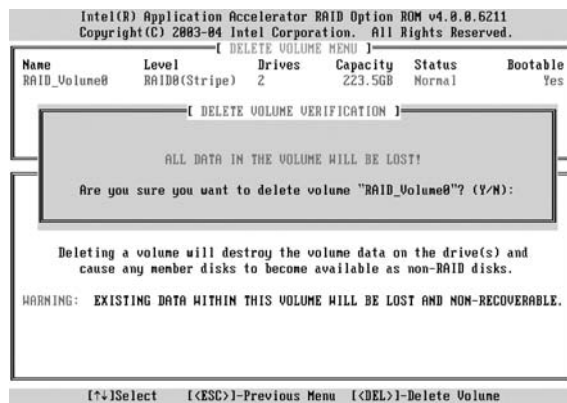 Intel(R) Application Accelerator RAID Option ROM v4.0.0.6211
Copyright(C) 2003-04 Intel Corporation. All Rights Reserved.
[ DELETE VOLUME MENU ]
Name Level Drives Capacity Status Bootable
RAID_Volume0 RAID0(Stripe) 2 223.5GB Normal Yes
[ DELETE VOLUME VERIFICATION ]
ALL DATA IN THE VOLUME WILL BE LOST!
Are you sure you want to delete volume "RAID_Volume0"? (Y/N):
Deleting a volume will destroy the volume data on the drive(s) and
cause any member disks to become available as non-RAID disks.
WARNING: EXISTING DATA WITHIN THIS VOLUME WILL BE LOST AND NON-RECOVERABLE.
[↑↓]Select [<ESC>]-Previous Menu [<DEL>]-Delete Volume